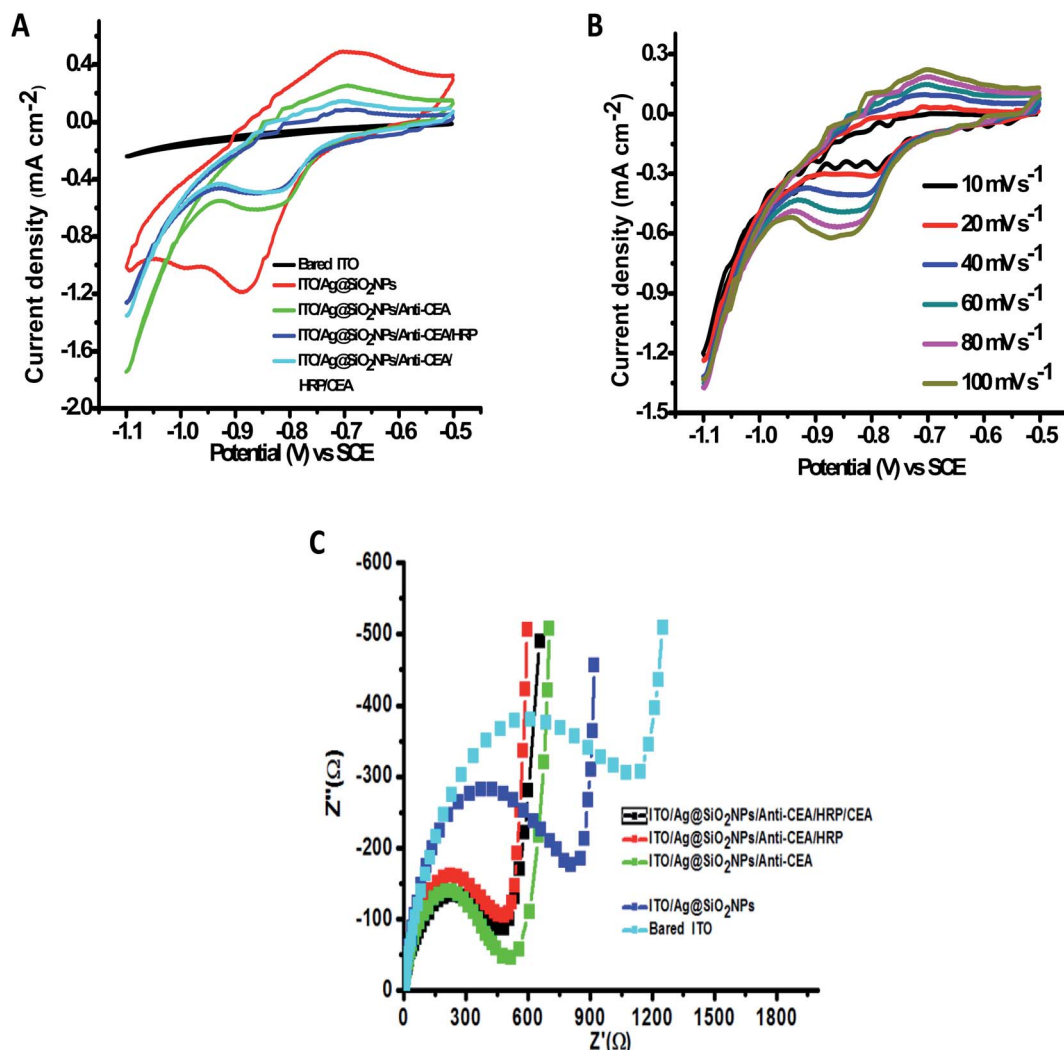 A
Current density (mA cm-2)
0.4
0.0
-0.4
-0.8
-1.2
-1.6
-2.0
Bared ITO
ITO/Ag@SiO2NPs
ITO/Ag@SiO2NPs/Anti-CEA
ITO/Ag@SiO2NPs/Anti-CEA/HRP
ITO/Ag@SiO2NPs/Anti-CEA/
HRP/CEA
-1.1 -1.0 -0.9 -0.8 -0.7 -0.6 -0.5
Potential (V) vs SCE
B
Current density (mA cm-2)
0.3
0.0
-0.3
-0.6
-0.9
-1.2
-1.5
10 mV s-1
20 mV s-1
40 mV s-1
60 mV s-1
80 mV s-1
100 mV s-1
-1.1 -1.0 -0.9 -0.8 -0.7 -0.6 -0.5
Potential (V) vs SCE
C
Z''(Ω)
-600
-500
-400
-300
-200
-100
0
ITO/Ag@SiO2NPs/Anti-CEA/HRP/CEA
ITO/Ag@SiO2NPs/Anti-CEA/HRP
ITO/Ag@SiO2NPs/Anti-CEA
ITO/Ag@SiO2NPs
Bared ITO
0 300 600 900 1200 1500 1800
Z'(Ω)